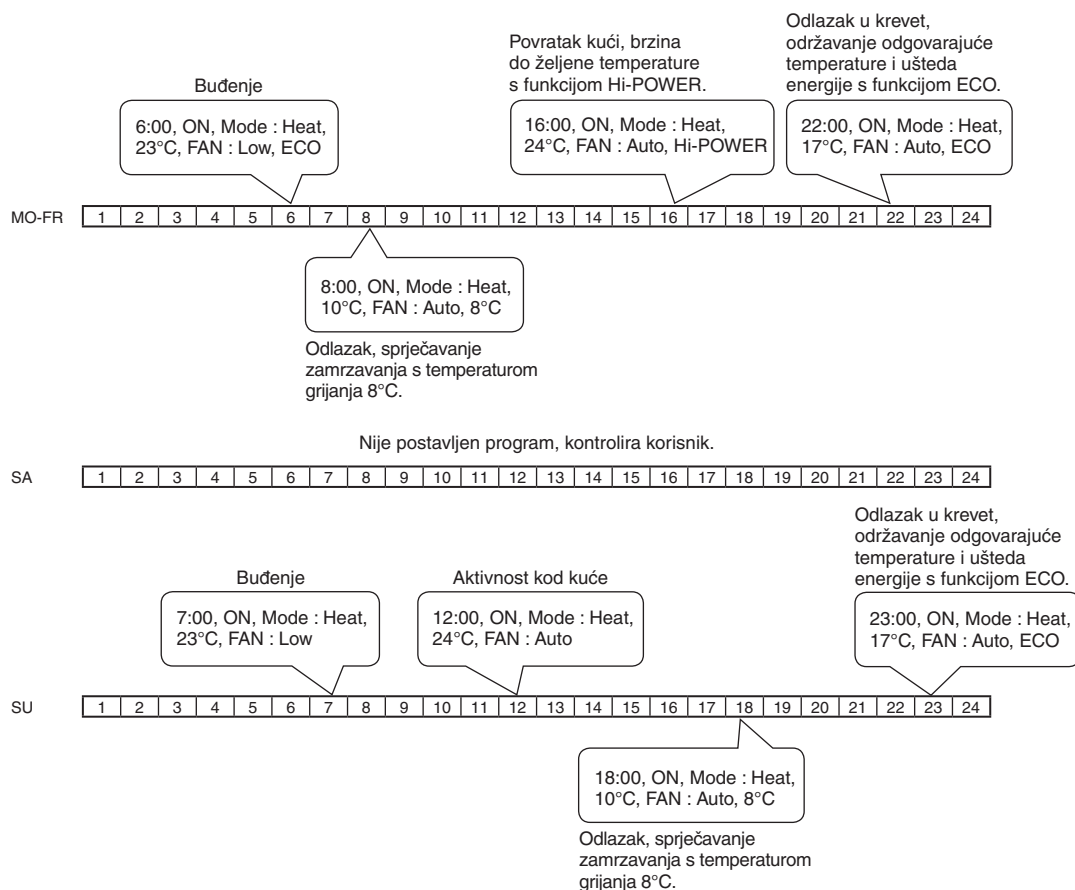 Buđenje
6:00, ON, Mode : Heat,
23°C, FAN : Low, ECO
Povratak kući, brzina
do željene temperature
s funkcijom Hi-POWER.
16:00, ON, Mode : Heat,
24°C, FAN : Auto, Hi-POWER
Odlazak u krevet,
održavanje odgovarajuće
temperature i ušteda
energije s funkcijom ECO.
22:00, ON, Mode : Heat,
17°C, FAN : Auto, ECO
MO-FR 1 2 3 4 5 6 7 8 9 10 11 12 13 14 15 16 17 18 19 20 21 22 23 24
8:00, ON, Mode : Heat,
10°C, FAN : Auto, 8°C
Odlazak, sprječavanje
zamrzavanja s temperaturom
grijanja 8°C.
Nije postavljen program, kontrolira korisnik.
SA 1 2 3 4 5 6 7 8 9 10 11 12 13 14 15 16 17 18 19 20 21 22 23 24
Buđenje
7:00, ON, Mode : Heat,
23°C, FAN : Low
Aktivnost kod kuće
12:00, ON, Mode : Heat,
24°C, FAN : Auto
Odlazak u krevet,
održavanje odgovarajuće
temperature i ušteda
energije s funkcijom ECO.
23:00, ON, Mode : Heat,
17°C, FAN : Auto, ECO
SU 1 2 3 4 5 6 7 8 9 10 11 12 13 14 15 16 17 18 19 20 21 22 23 24
18:00, ON, Mode : Heat,
10°C, FAN : Auto, 8°C
Odlazak, sprječavanje
zamrzavanja s temperaturom
grijanja 8°C.